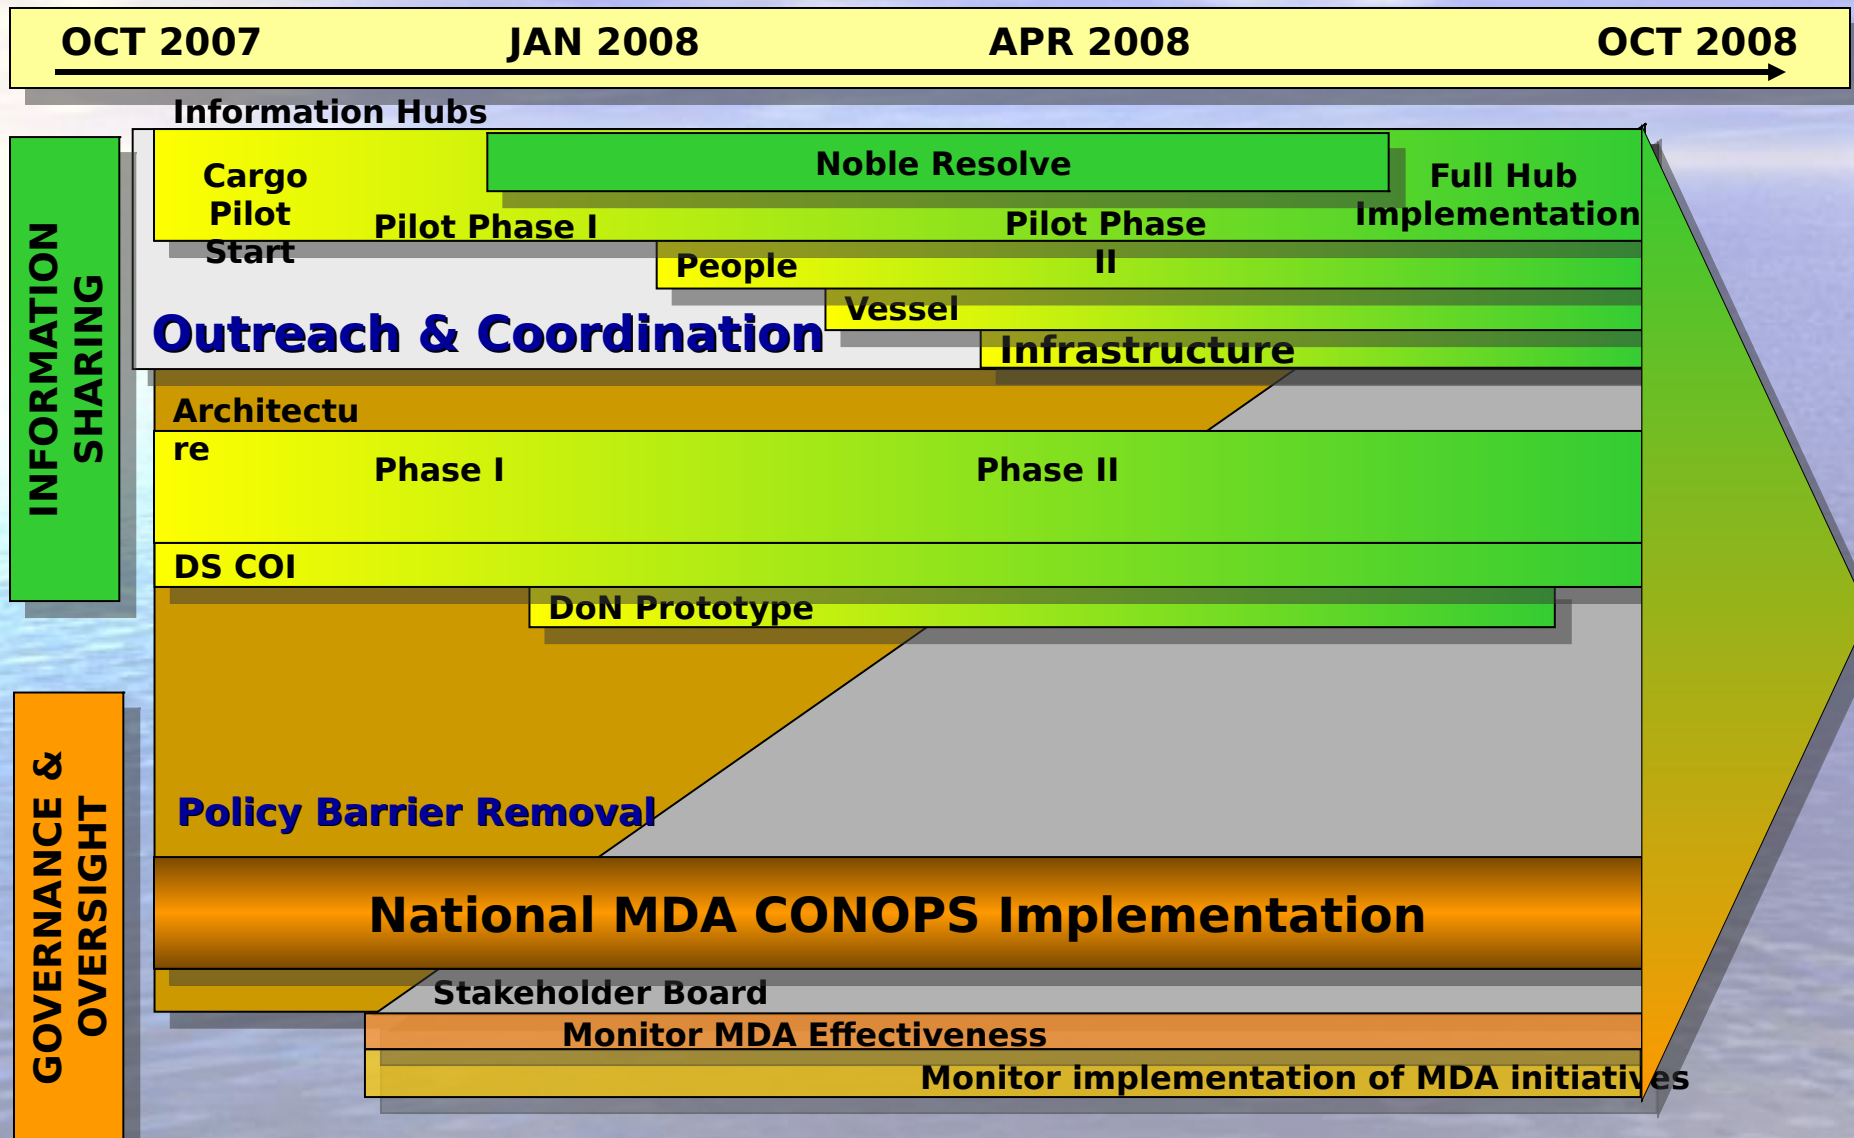 OCT 2007 JAN 2008 APR 2008 OCT 2008
Information Hubs
Noble Resolve
Cargo
Pilot
Start
Pilot Phase I
Pilot Phase
II
Full Hub
Implementation
People
Vessel
Infrastructure
Outreach & Coordination
INFORMATION
SHARING
Architectu
re
Phase I
Phase II
DS COI
DoN Prototype
Policy Barrier Removal
GOVERNANCE &
OVERSIGHT
National MDA CONOPS Implementation
Stakeholder Board
Monitor MDA Effectiveness
Monitor implementation of MDA initiatives